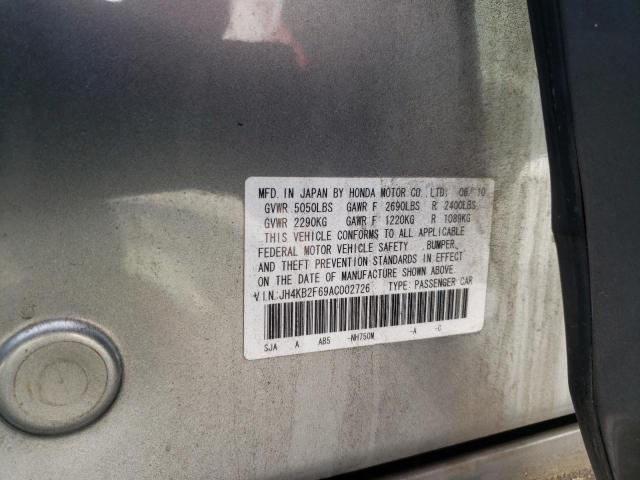 MFD. IN JAPAN BY HONDA MOTOR CO., LTD. 06/10
GVWR 5050LBS GAWR F 2690LBS R 2400LBS
GVWR 2290KG GAWR F 1220KG R 1089KG
THIS VEHICLE CONFORMS TO ALL APPLICABLE
FEDERAL MOTOR VEHICLE SAFETY , BUMPER,
AND THEFT PREVENTION STANDARDS IN EFFECT
ON THE DATE OF MANUFACTURE SHOWN ABOVE.
V.I.N.:JH4KB2F69AC002726 TYPE: PASSENGER CAR
SJA A AB5 -NH750M -A -C